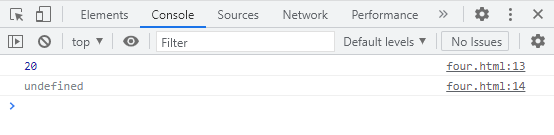 Elements Console Sources Network Performance »
top ▾ Filter Default levels ▾ No Issues
20 four.html:13
undefined four.html:14
>